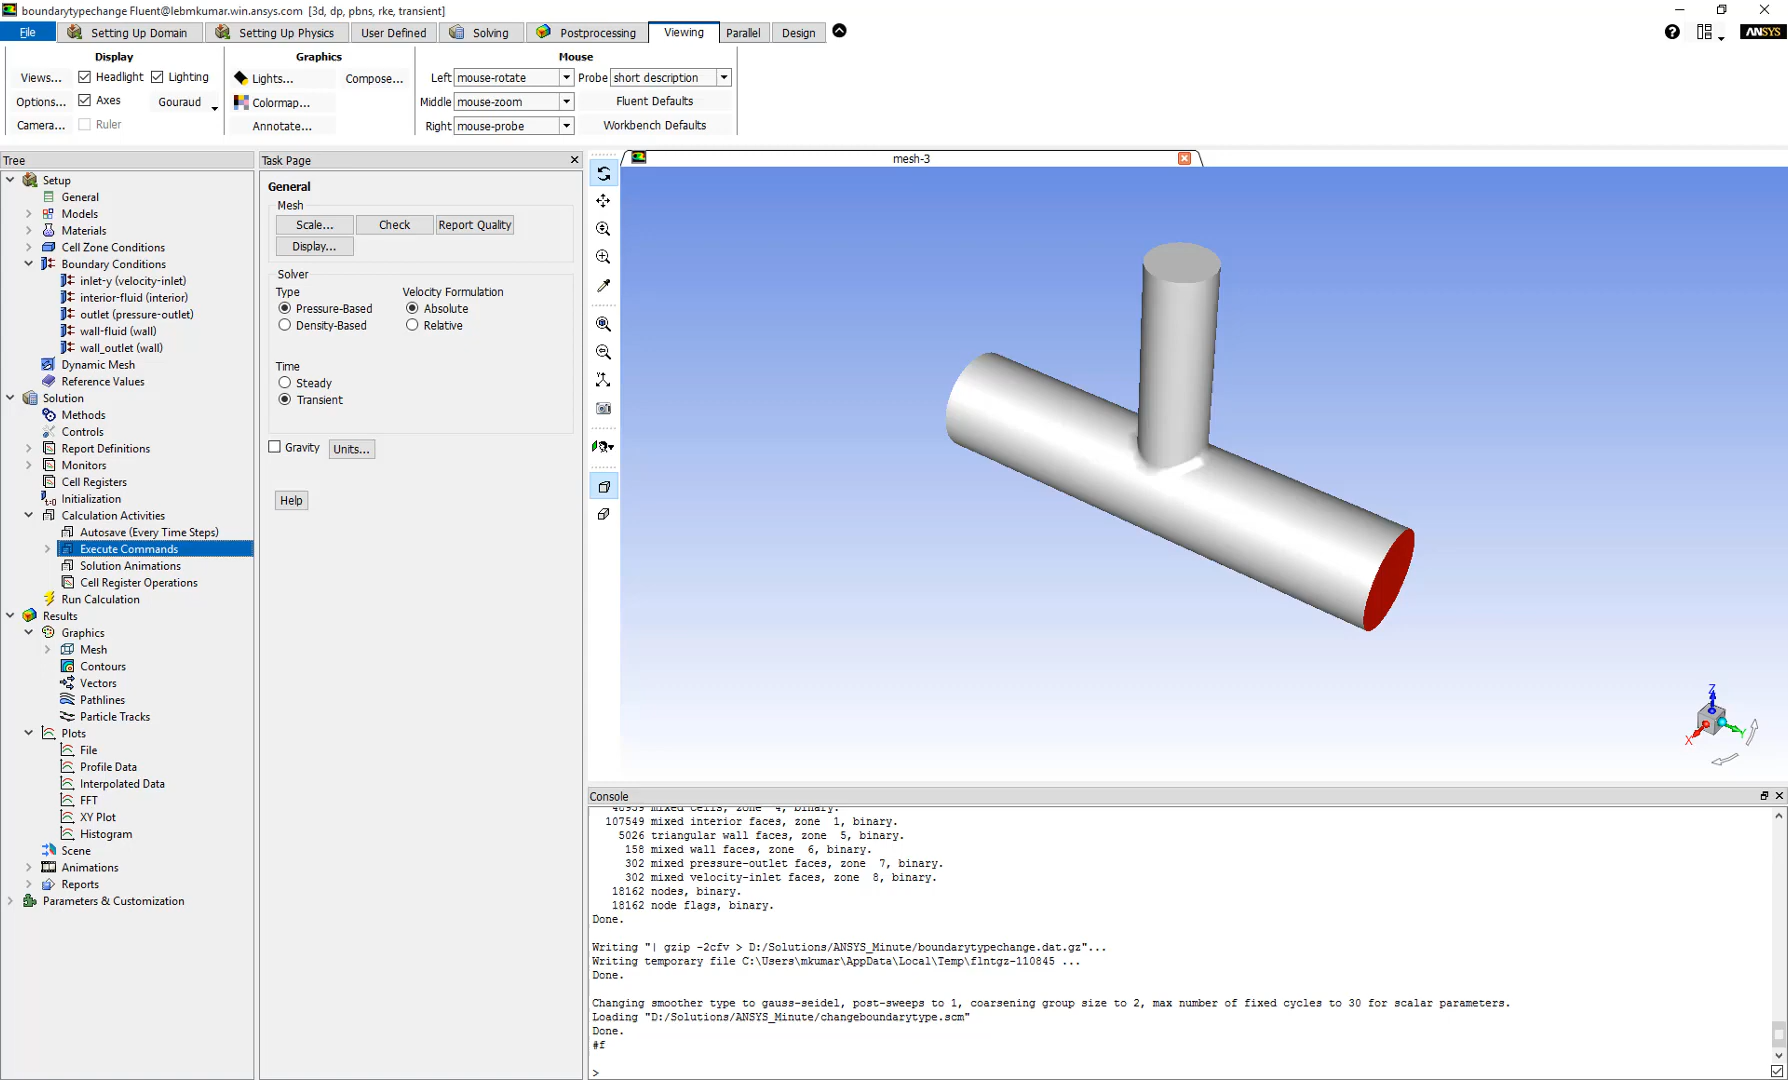 boundarytypechange Fluent@lebmkumar.win.ansys.com [3d, dp, pbns, rke, transient]
File
Setting Up Domain
Setting Up Physics
User Defined
Solving
Postprocessing
Viewing
Parallel
Design
ANSYS
Display
Graphics
Mouse
Views...
Headlight
Lighting
Lights...
Compose...
Left
mouse-rotate
Probe
short description
Options...
Axes
Gouraud
Colormap...
Middle
mouse-zoom
Fluent Defaults
Camera...
Ruler
Annotate...
Right
mouse-probe
Workbench Defaults
Tree
Setup
General
Models
Materials
Cell Zone Conditions
Boundary Conditions
inlet-y (velocity-inlet)
interior-fluid (interior)
outlet (pressure-outlet)
wall-fluid (wall)
wall_outlet (wall)
Dynamic Mesh
Reference Values
Solution
Methods
Controls
Report Definitions
Monitors
Cell Registers
t=0
Initialization
Calculation Activities
Autosave (Every Time Steps)
Execute Commands
Solution Animations
Cell Register Operations
Run Calculation
Results
Graphics
Mesh
Contours
Vectors
Pathlines
Particle Tracks
Plots
File
Profile Data
Interpolated Data
FFT
XY Plot
Histogram
Scene
Animations
Reports
Parameters & Customization
Task Page
General
Mesh
Scale...
Check
Report Quality
Display...
Solver
Type
Velocity Formulation
Pressure-Based
Absolute
Density-Based
Relative
Time
Steady
Transient
Gravity
Units...
Help
mesh-3
Z
X
Y
Console
46959 mixed cells, zone 4, binary.
107549 mixed interior faces, zone 1, binary.
5026 triangular wall faces, zone 5, binary.
158 mixed wall faces, zone 6, binary.
302 mixed pressure-outlet faces, zone 7, binary.
302 mixed velocity-inlet faces, zone 8, binary.
18162 nodes, binary.
18162 node flags, binary.
Done.
Writing "| gzip -2cfv > D:/Solutions/ANSYS_Minute/boundarytypechange.dat.gz"...
Writing temporary file C:\Users\mkumar\AppData\Local\Temp\flntgz-110845 ...
Done.
Changing smoother type to gauss-seidel, post-sweeps to 1, coarsening group size to 2, max number of fixed cycles to 30 for scalar parameters.
Loading "D:/Solutions/ANSYS_Minute/changeboundarytype.scm"
Done.
#f
>